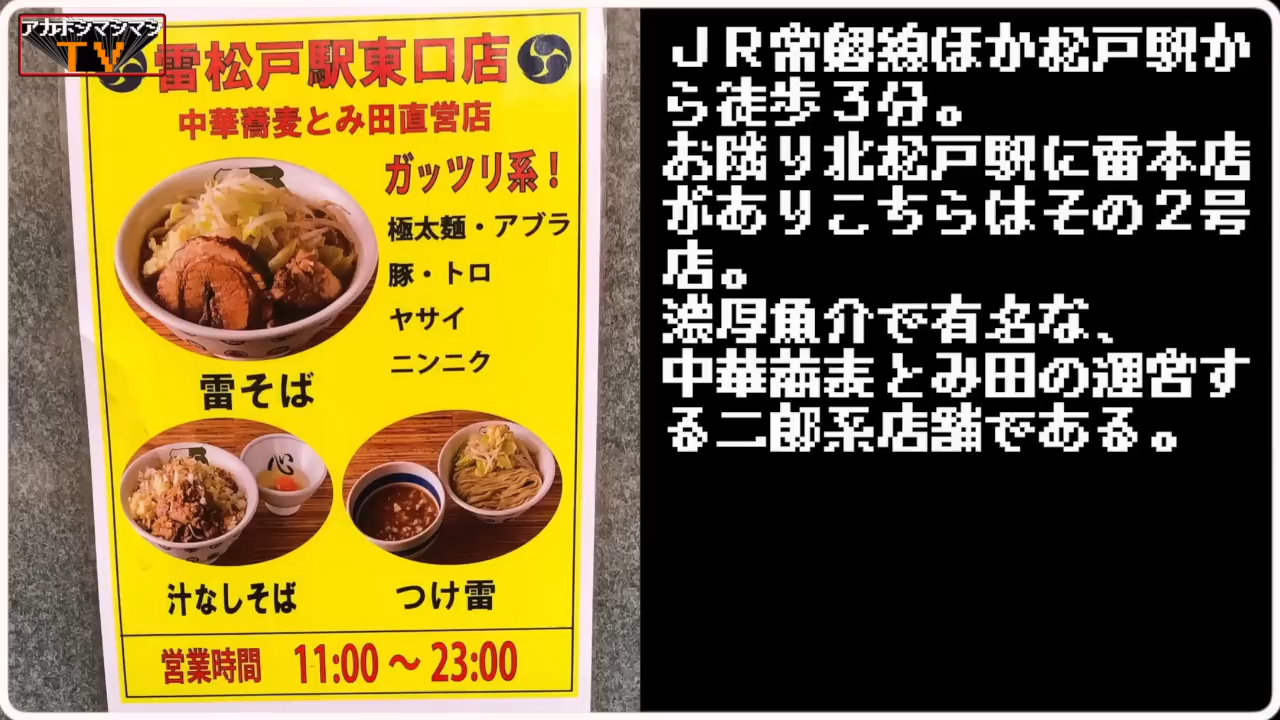 アカホシマシマシ
TV
雷松戸駅東口店
中華蕎麦とみ田直営店
ガッツリ系！
極太麺・アブラ
豚・トロ
ヤサイ
ニンニク
雷そば
心
汁なしそば
つけ雷
営業時間 11:00 ～ 23:00
ＪＲ常磐線ほか松戸駅か
ら徒歩３分。
お隣り北松戸駅に雷本店
がありこちらはその２号
店。
濃厚魚介で有名な、
中華蕎麦とみ田の運営す
る二郎系店舗である。